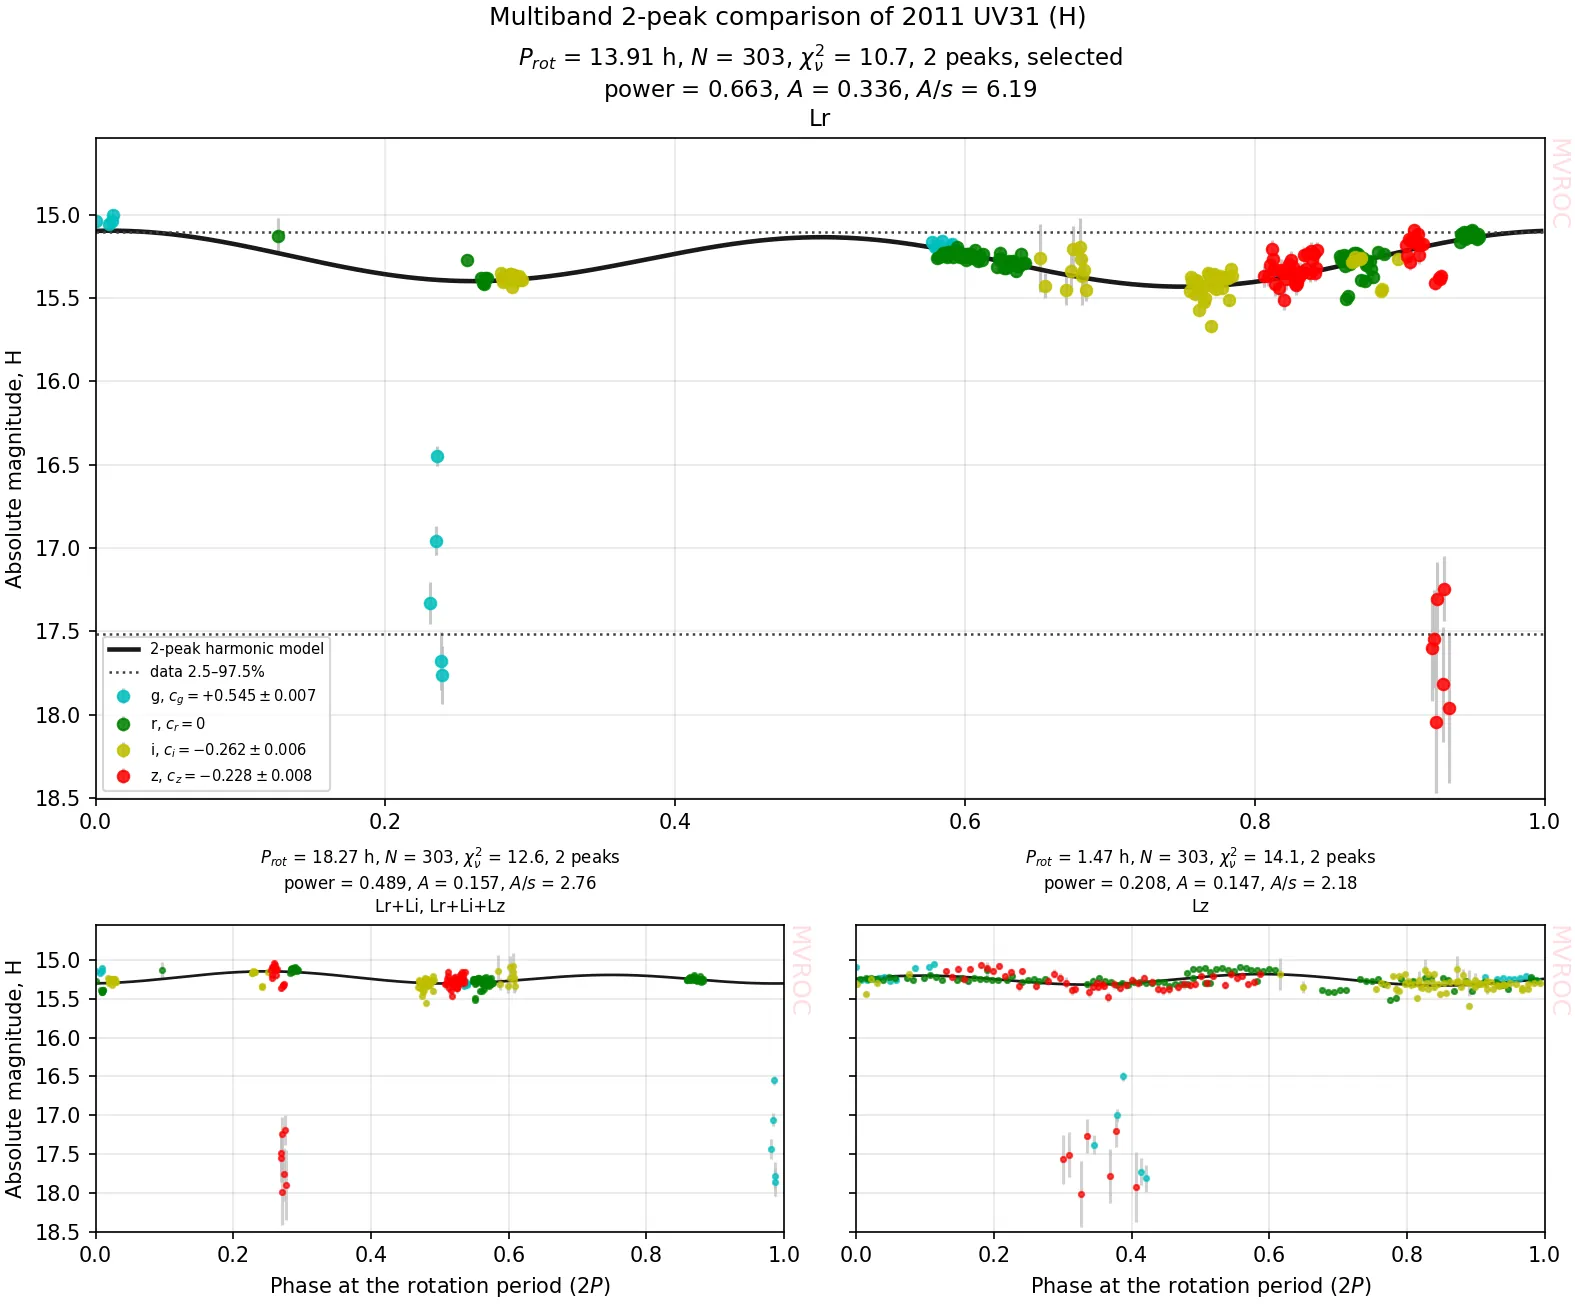 Multiband 2-peak comparison of 2011 UV31 (H)
P_rot = 13.91 h, N = 303, χ²_ν = 10.7, 2 peaks, selected
power = 0.663, A = 0.336, A/s = 6.19
Lr
MVROC
Absolute magnitude, H
15.0
15.5
16.0
16.5
17.0
17.5
18.0
18.5
2-peak harmonic model
data 2.5–97.5%
g, c_g = +0.545 ± 0.007
r, c_r = 0
i, c_i = −0.262 ± 0.006
z, c_z = −0.228 ± 0.008
0.0 0.2 0.4 0.6 0.8 1.0
P_rot = 18.27 h, N = 303, χ²_ν = 12.6, 2 peaks
power = 0.489, A = 0.157, A/s = 2.76
Lr+Li, Lr+Li+Lz
MVROC
Absolute magnitude, H
15.0
15.5
16.0
16.5
17.0
17.5
18.0
18.5
0.0 0.2 0.4 0.6 0.8 1.0
Phase at the rotation period (2P)
P_rot = 1.47 h, N = 303, χ²_ν = 14.1, 2 peaks
power = 0.208, A = 0.147, A/s = 2.18
Lz
MVROC
0.0 0.2 0.4 0.6 0.8 1.0
Phase at the rotation period (2P)